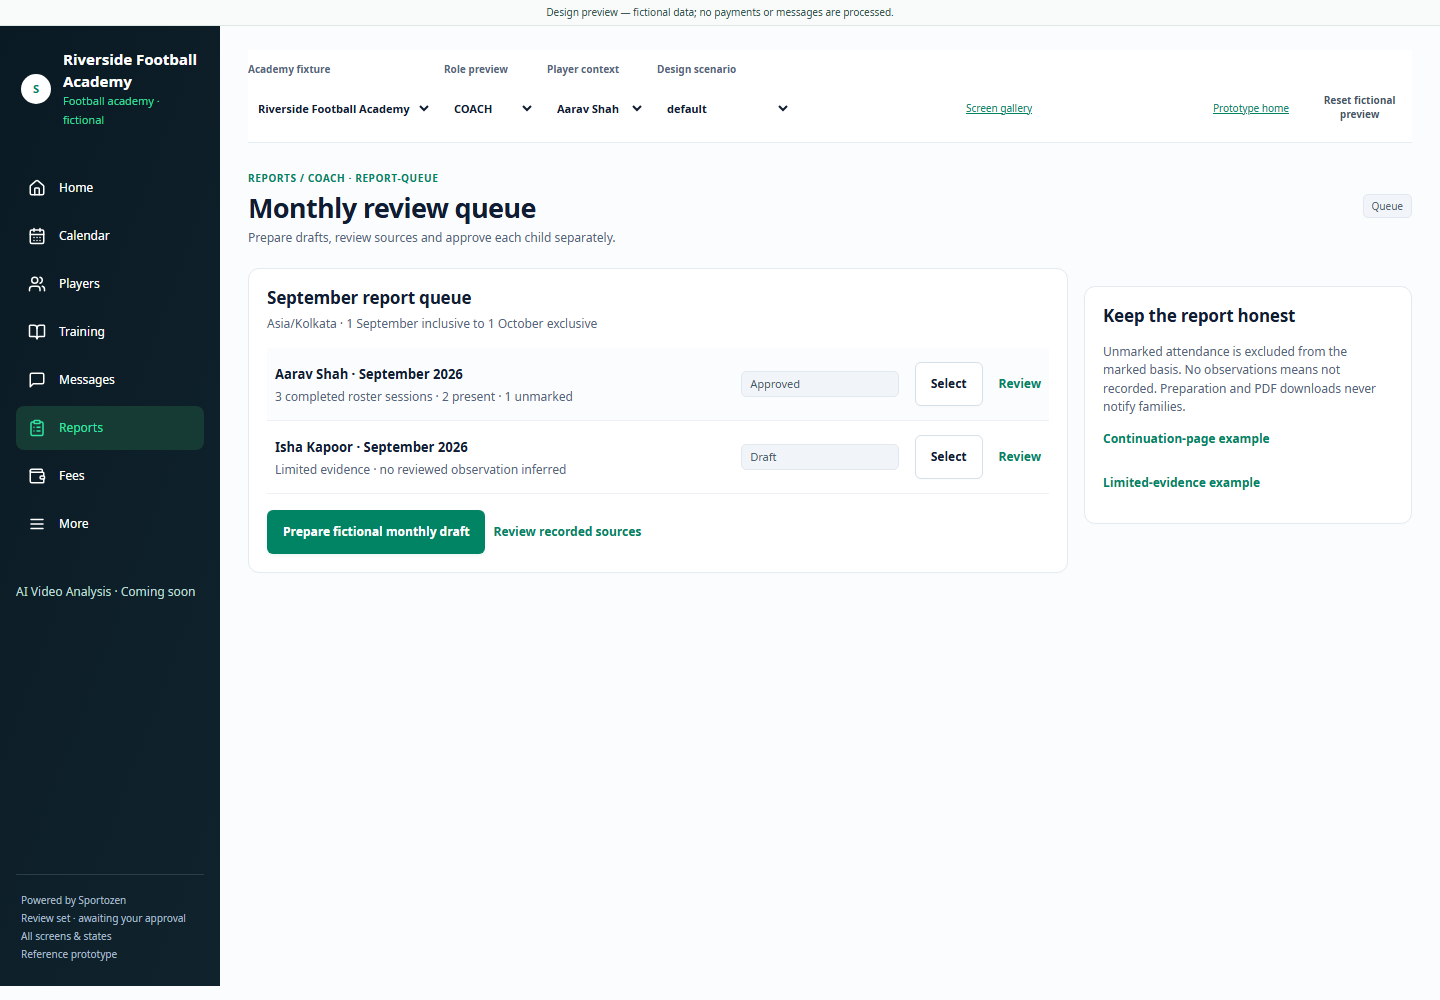 Design preview — fictional data; no payments or messages are processed.
S
Riverside Football
Academy
Football academy ·
fictional
Home
Calendar
Players
Training
Messages
Reports
Fees
More
AI Video Analysis · Coming soon
Powered by Sportozen
Review set · awaiting your approval
All screens & states
Reference prototype
Academy fixture
Role preview
Player context
Design scenario
Riverside Football Academy
COACH
Aarav Shah
default
Screen gallery
Prototype home
Reset fictional
preview
REPORTS / COACH · REPORT-QUEUE
Monthly review queue
Queue
Prepare drafts, review sources and approve each child separately.
September report queue
Asia/Kolkata · 1 September inclusive to 1 October exclusive
Aarav Shah · September 2026
3 completed roster sessions · 2 present · 1 unmarked
Approved
Select
Review
Isha Kapoor · September 2026
Limited evidence · no reviewed observation inferred
Draft
Select
Review
Prepare fictional monthly draft
Review recorded sources
Keep the report honest
Unmarked attendance is excluded from the
marked basis. No observations means not
recorded. Preparation and PDF downloads never
notify families.
Continuation-page example
Limited-evidence example